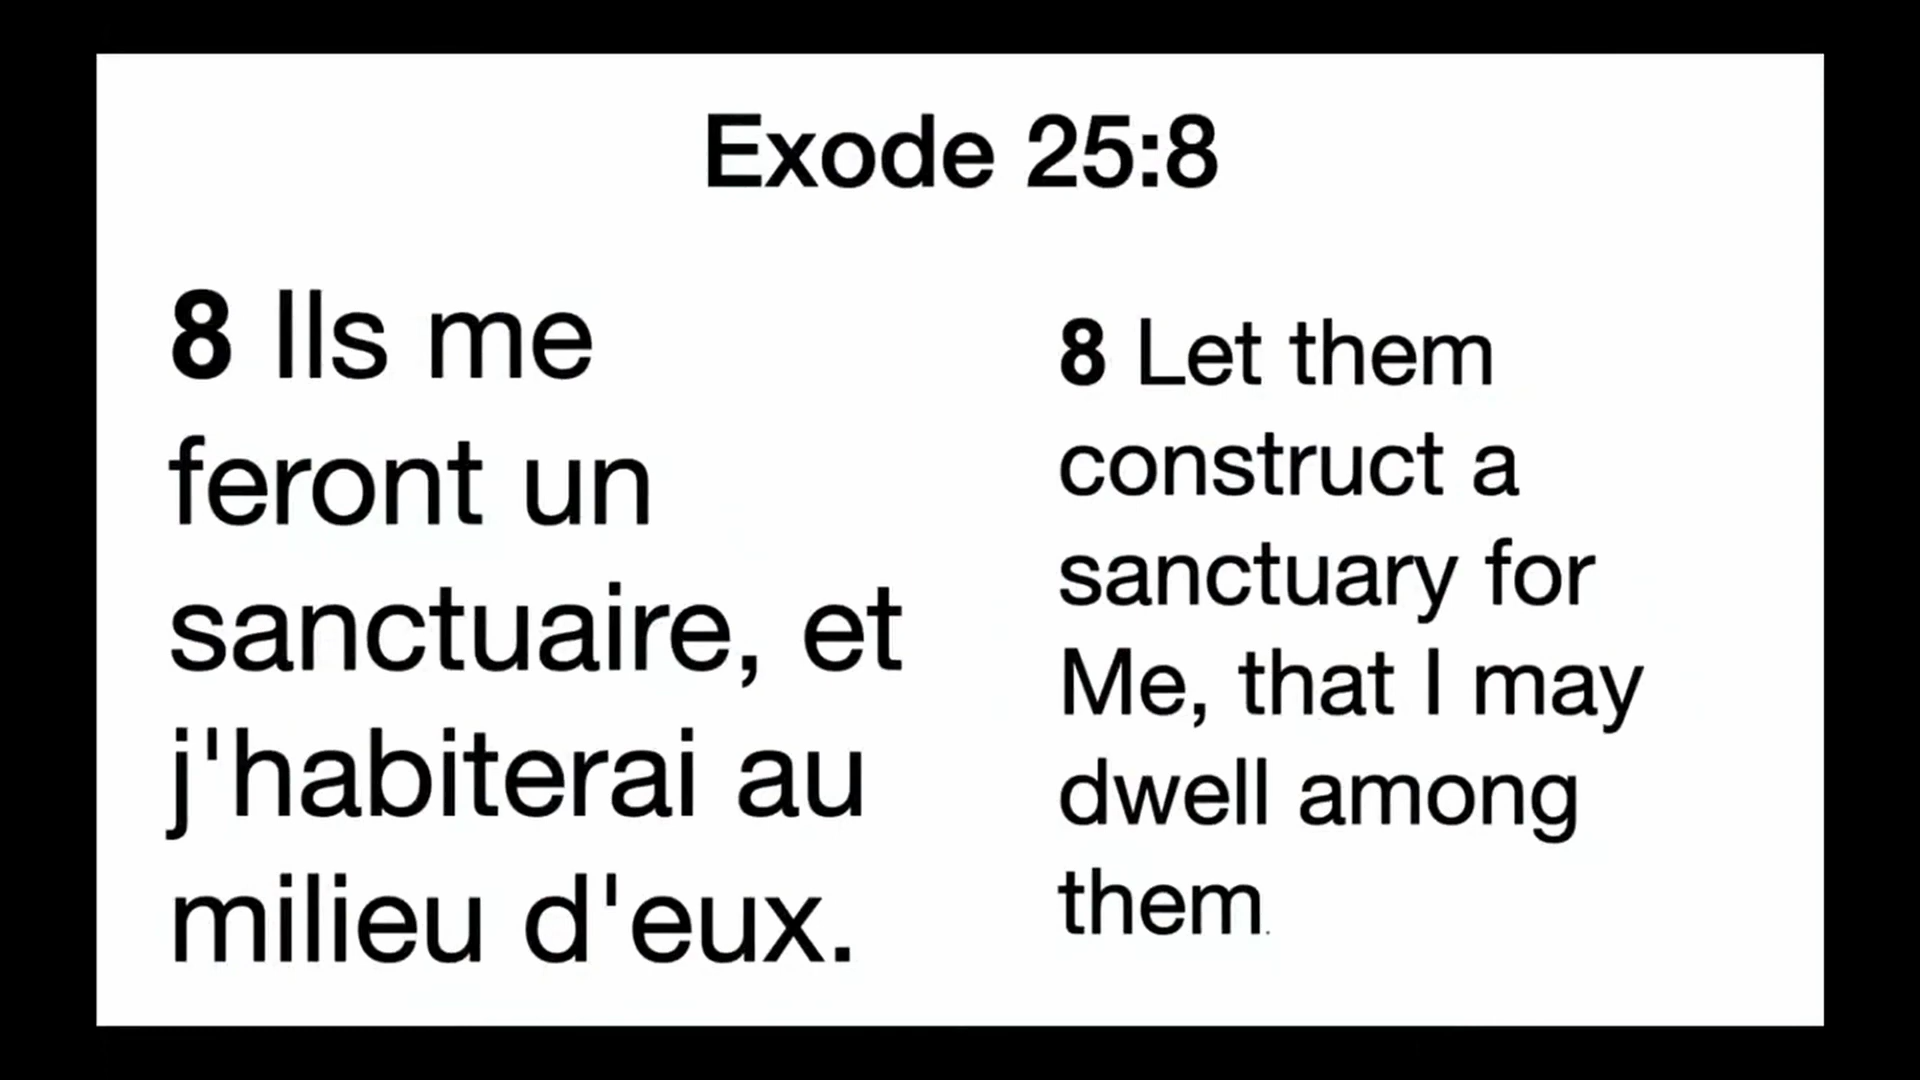 Exode 25:8
8 Ils me
feront un
sanctuaire, et
j'habiterai au
milieu d'eux.
8 Let them
construct a
sanctuary for
Me, that I may
dwell among
them.